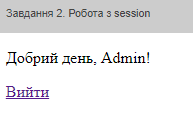 Завдання 2. Робота з session
Добрий день, Admin!
Вийти